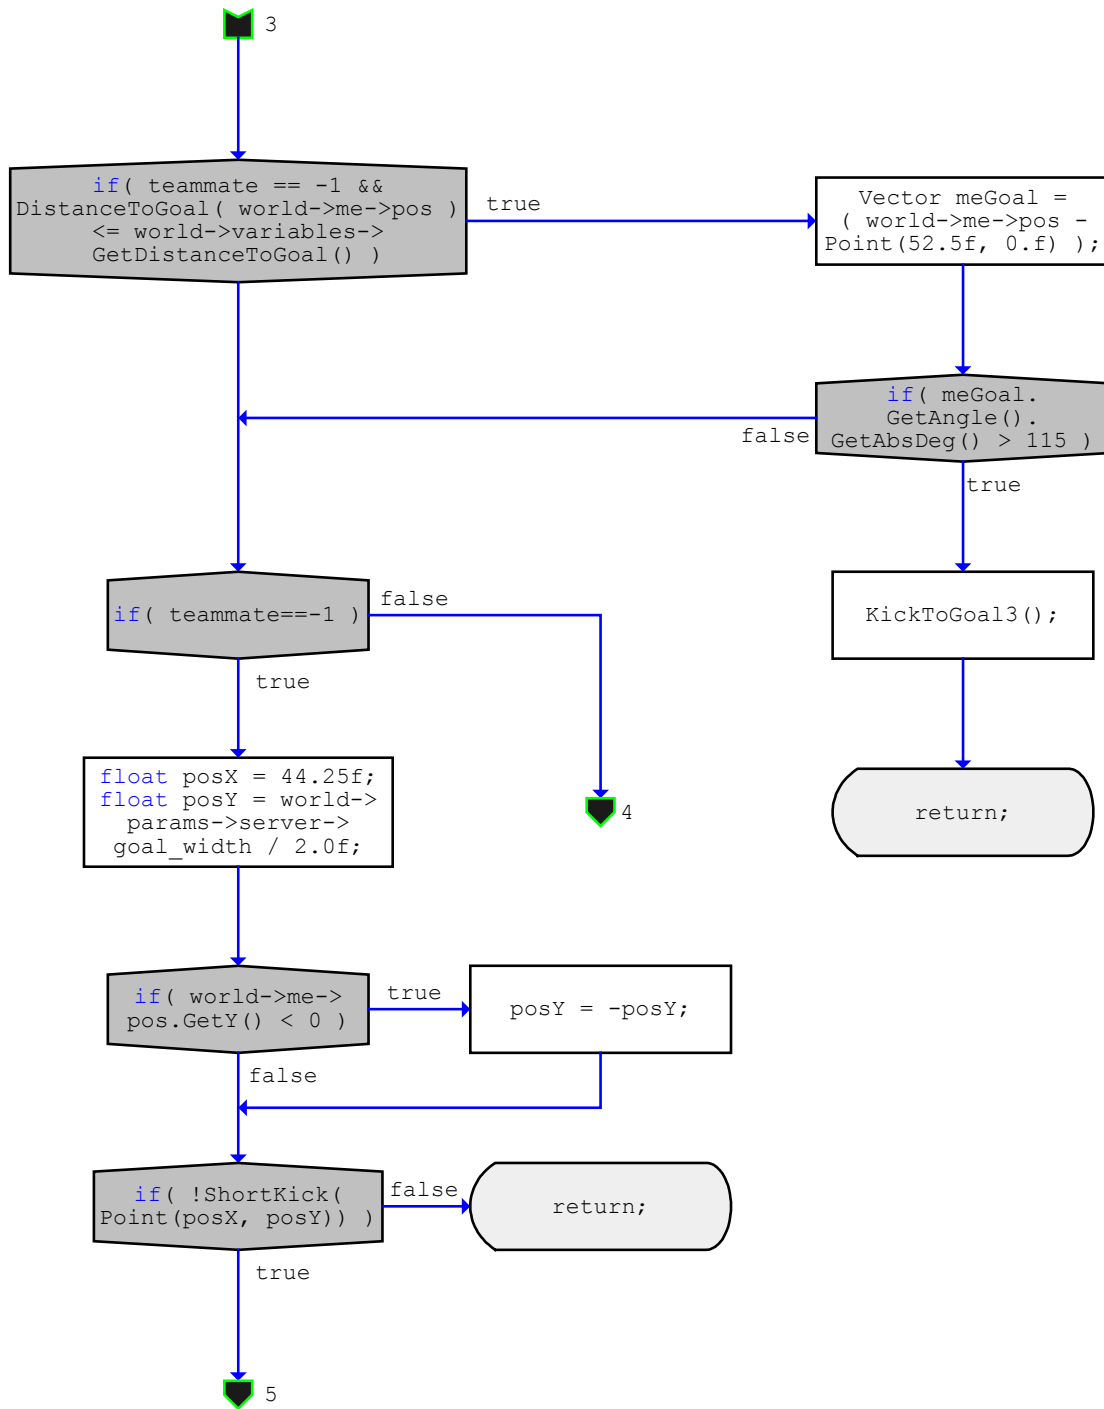 3
if( teammate == -1 &&
DistanceToGoal( world->me->pos )
<= world->variables->
GetDistanceToGoal() )
true
Vector meGoal =
( world->me->pos -
Point(52.5f, 0.f) );
if( meGoal.
GetAngle().
GetAbsDeg() > 115 )
false
true
if( teammate==-1 )
false
true
KickToGoal3();
float posX = 44.25f;
float posY = world->
params->server->
goal_width / 2.0f;
4
return;
if( world->me->
pos.GetY() < 0 )
true
false
posY = -posY;
if( !ShortKick(
Point(posX, posY)) )
false
true
return;
5